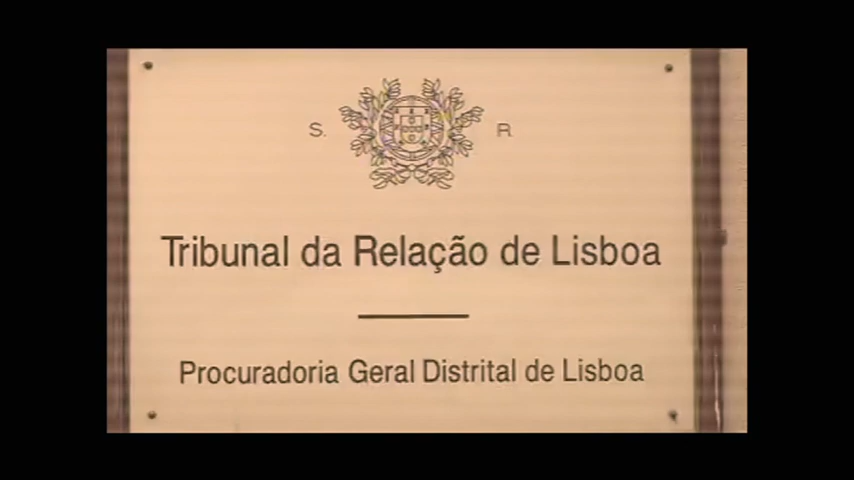 S. R.
Tribunal da Relação de Lisboa
Procuradoria Geral Distrital de Lisboa